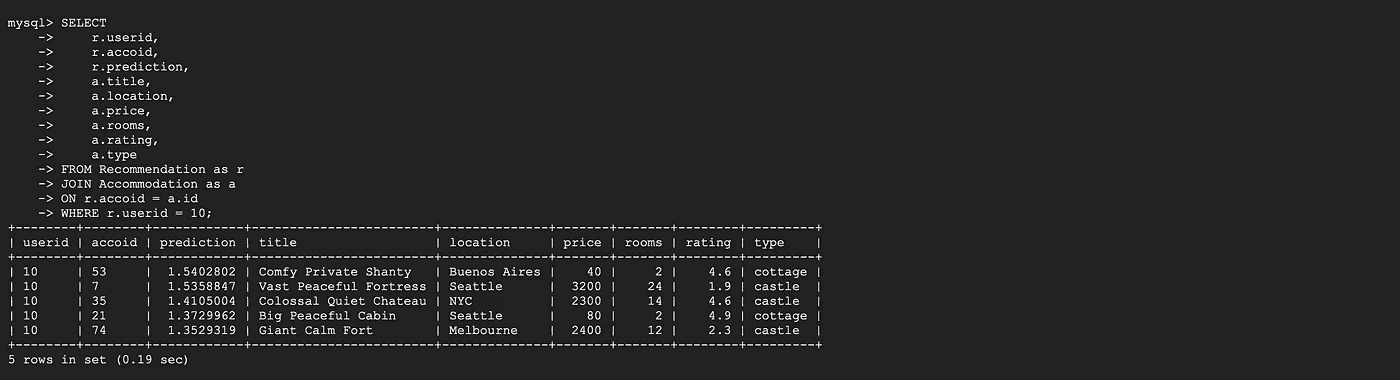 mysql> SELECT
    ->     r.userid,
    ->     r.accoid,
    ->     r.prediction,
    ->     a.title,
    ->     a.location,
    ->     a.price,
    ->     a.rooms,
    ->     a.rating,
    ->     a.type
    -> FROM Recommendation as r
    -> JOIN Accommodation as a
    -> ON r.accoid = a.id
    -> WHERE r.userid = 10;
+--------+--------+------------+------------------------+--------------+-------+-------+--------+---------+
| userid | accoid | prediction | title                  | location     | price | rooms | rating | type    |
+--------+--------+------------+------------------------+--------------+-------+-------+--------+---------+
| 10     | 53     |  1.5402802 | Comfy Private Shanty   | Buenos Aires |    40 |     2 |    4.6 | cottage |
| 10     | 7      |  1.5358847 | Vast Peaceful Fortress | Seattle      |  3200 |    24 |    1.9 | castle  |
| 10     | 35     |  1.4105004 | Colossal Quiet Chateau | NYC          |  2300 |    14 |    4.6 | castle  |
| 10     | 21     |  1.3729962 | Big Peaceful Cabin     | Seattle      |    80 |     2 |    4.9 | cottage |
| 10     | 74     |  1.3529319 | Giant Calm Fort        | Melbourne    |  2400 |    12 |    2.3 | castle  |
+--------+--------+------------+------------------------+--------------+-------+-------+--------+---------+
5 rows in set (0.19 sec)